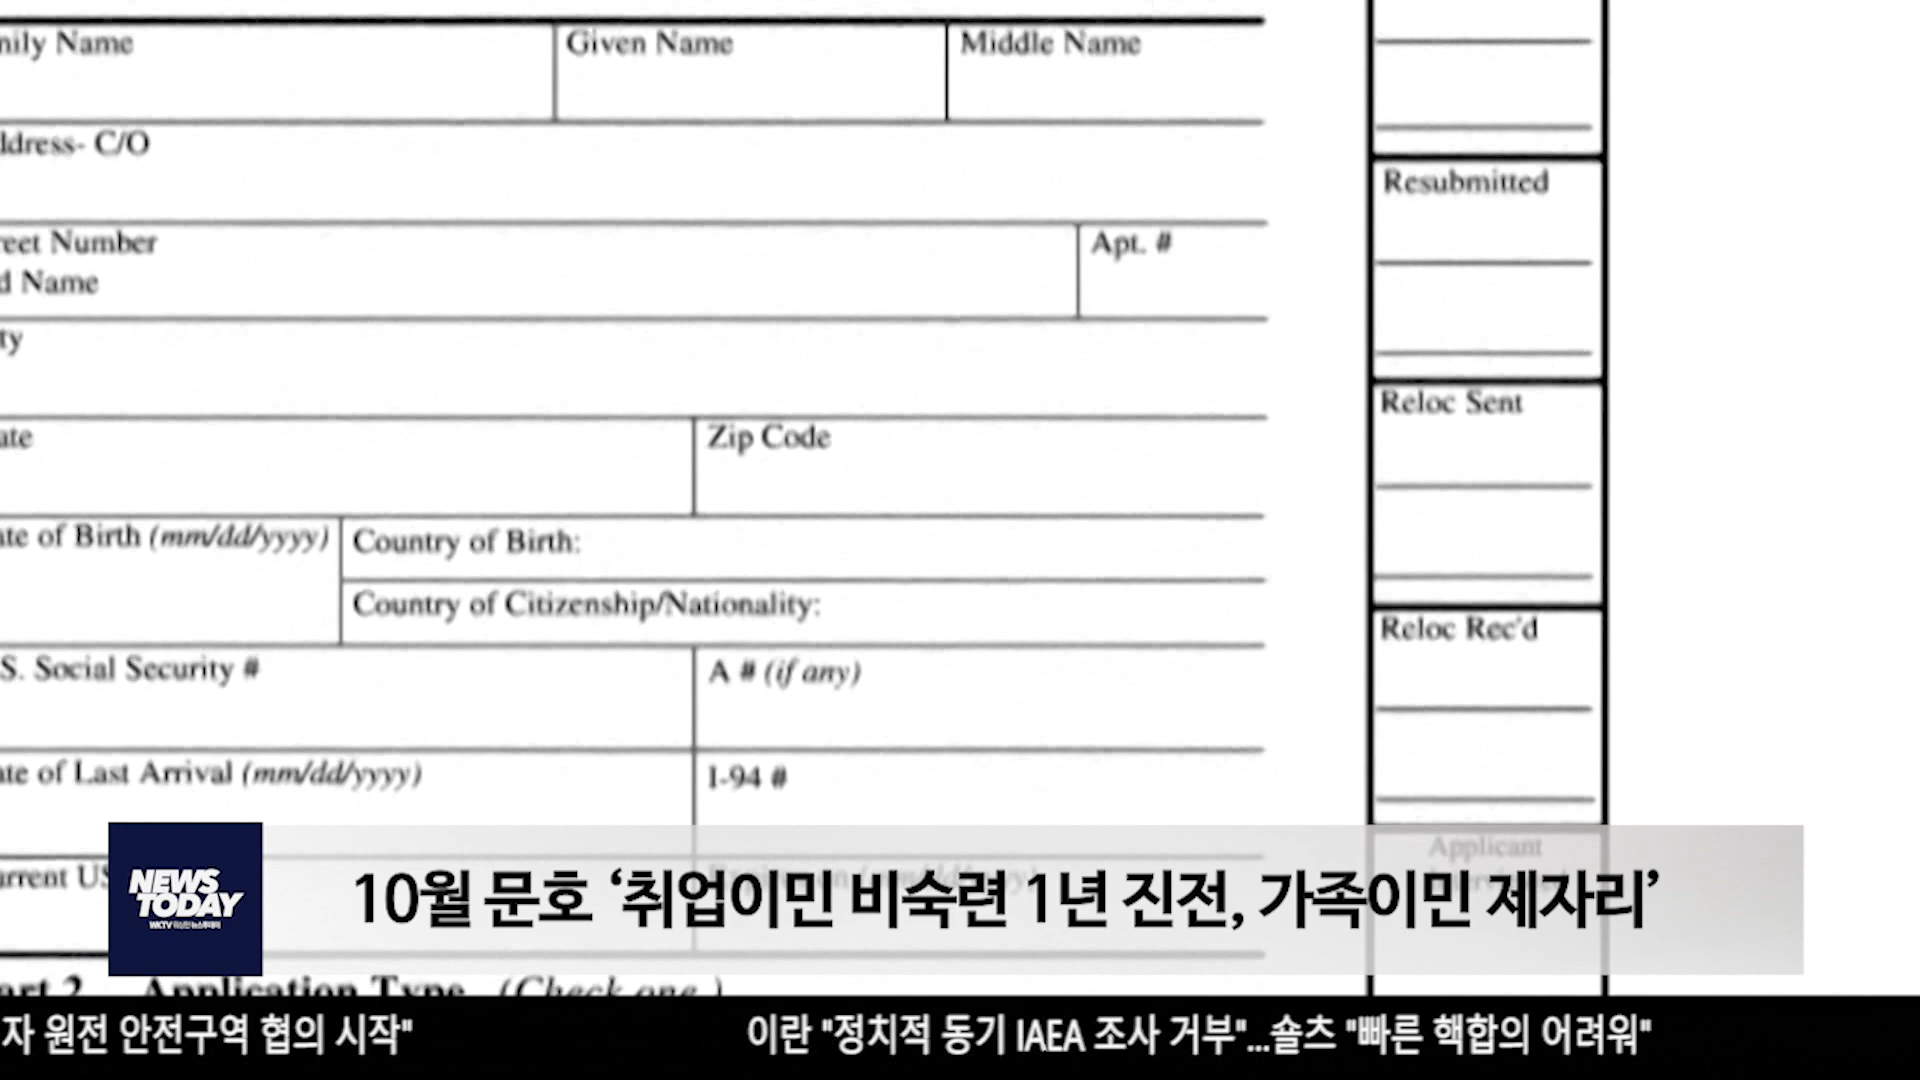 nily Name
Given Name
Middle Name
ddress- C/O
Resubmitted
reet Number
d Name
Apt. #
ty
Reloc Sent
ate
Zip Code
ate of Birth (mm/dd/yyyy)
Country of Birth:
Country of Citizenship/Nationality:
Reloc Rec'd
S. Social Security #
A # (if any)
ate of Last Arrival (mm/dd/yyyy)
I-94 #
Applicant
urrent US
NEWS
TODAY
10월 문호 ‘취업이민 비숙련 1년 진전, 가족이민 제자리’
art 2. Application Type (Check one.)
자 원전 안전구역 협의 시작"
이란 "정치적 동기 IAEA 조사 거부"...숄츠 "빠른 핵합의 어려워"